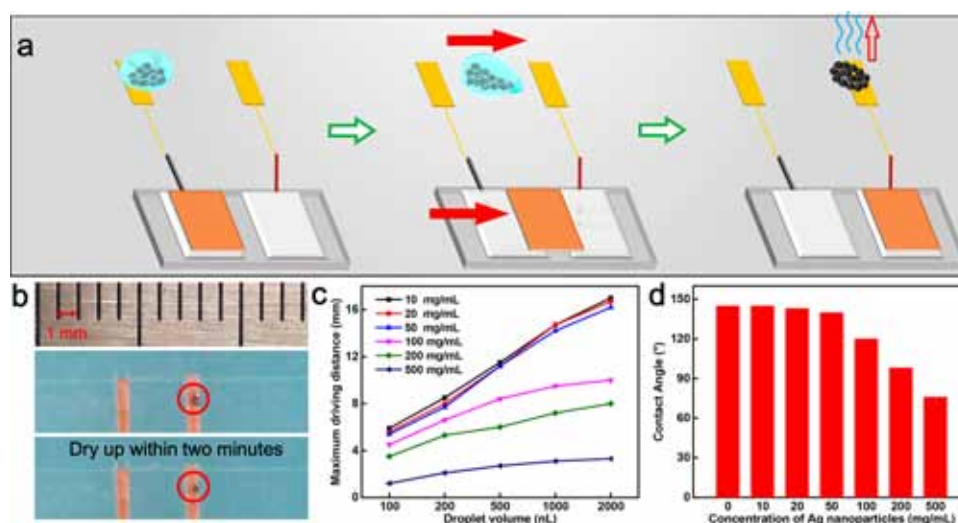 a
b
1 mm
Dry up within two minutes
c
10 mg/mL
20 mg/mL
50 mg/mL
100 mg/mL
200 mg/mL
500 mg/mL
16
12
8
4
0
Maximum driving distance (mm)
100 200 500 1000 2000
Droplet volume (nL)
d
150
120
90
60
30
0
Contact Angle (°)
0 10 20 50 100 200 500
Concentration of Ag nanoparticles (mg/mL)